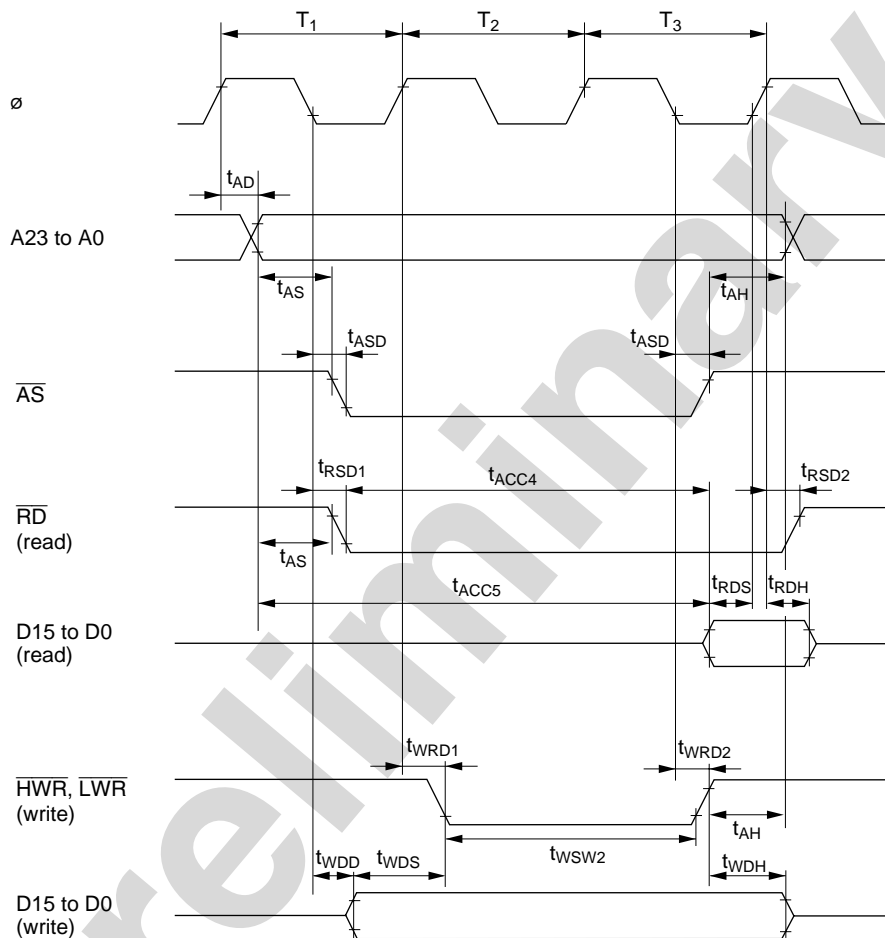 T1 T2 T3
ø
tAD
A23 to A0
tAS tAH
tASD tASD
AS
tRSD1 tACC4 tRSD2
RD
(read)
tAS
tACC5 tRDS tRDH
D15 to D0
(read)
tWRD1 tWRD2
HWR, LWR
(write)
tAH
tWSW2
tWDD tWDS tWDH
D15 to D0
(write)
reliminary